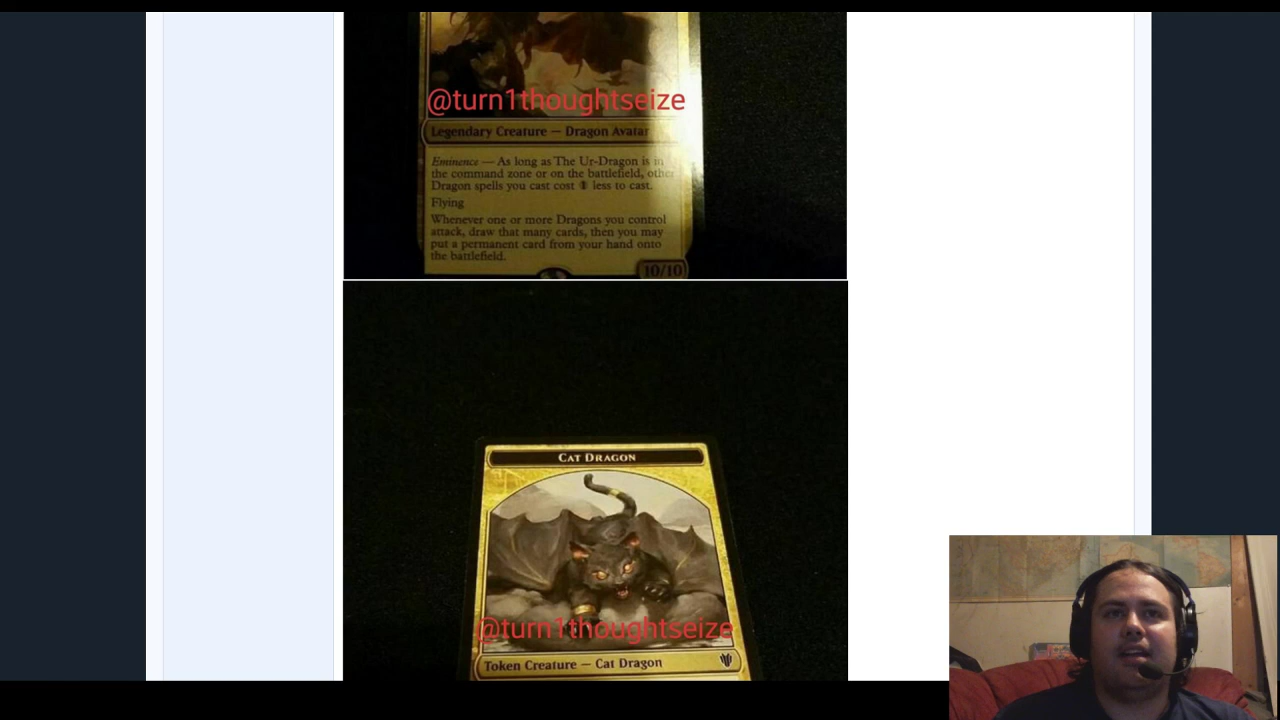 @turn1thoughtseize
Legendary Creature — Dragon Avatar
Eminence — As long as The Ur-Dragon is in
the command zone or on the battlefield, other
Dragon spells you cast cost 1 less to cast.
Flying
Whenever one or more Dragons you control
attack, draw that many cards, then you may
put a permanent card from your hand onto
the battlefield.
10/10
CAT DRAGON
@turn1thoughtseize
Token Creature — Cat Dragon